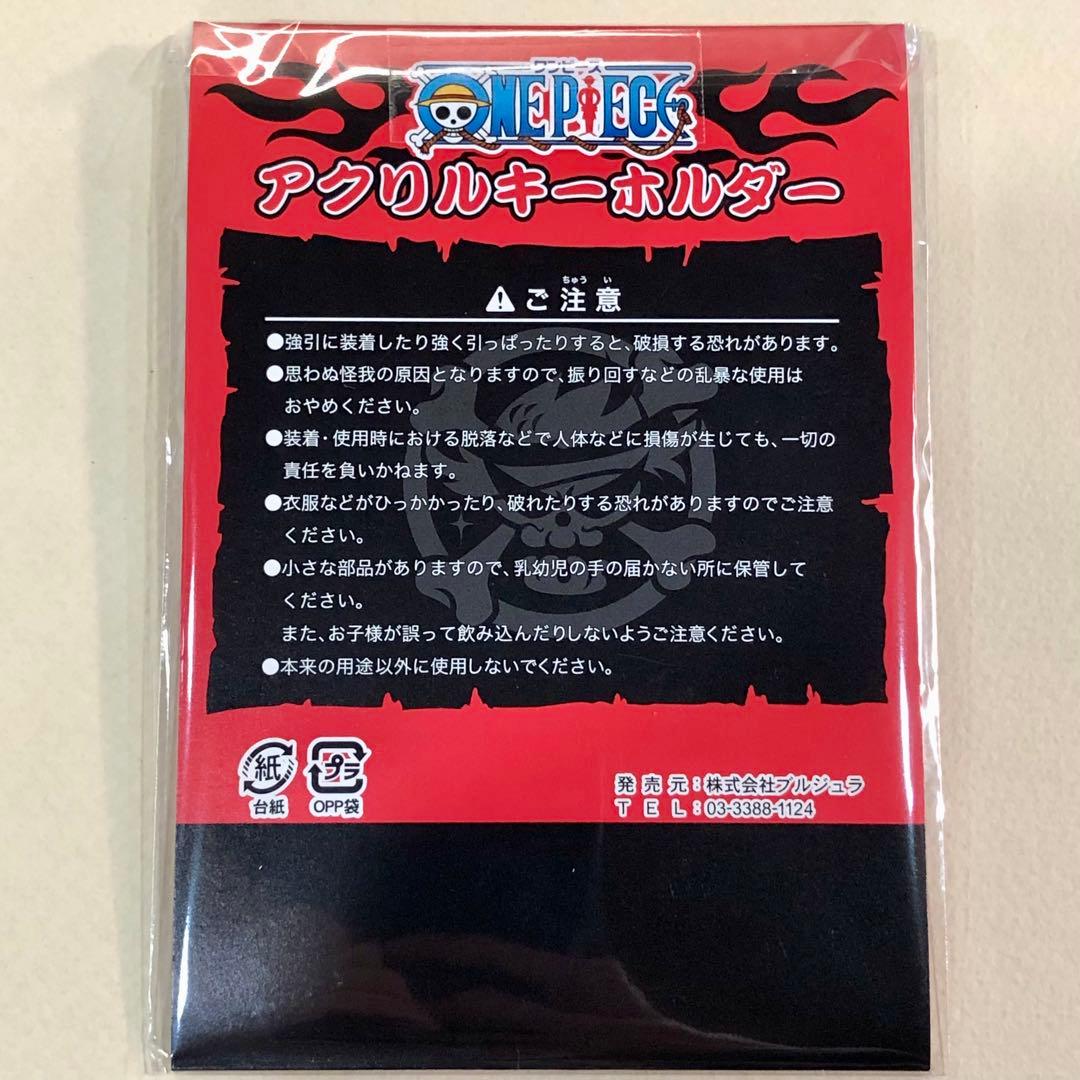 ワンピース
ONE PIECE
アクリルキーホルダー
ちゅう い
ご注意
●強引に装着したり強く引っぱったりすると、破損する恐れがあります。
●思わぬ怪我の原因となりますので、振り回すなどの乱暴な使用は
おやめください。
●装着・使用時における脱落などで人体などに損傷が生じても、一切の
責任を負いかねます。
●衣服などがひっかかったり、破れたりする恐れがありますのでご注意
ください。
●小さな部品がありますので、乳幼児の手の届かない所に保管して
ください。
また、お子様が誤って飲み込んだりしないようご注意ください。
●本来の用途以外に使用しないでください。
紙
台紙
プラ
OPP袋
発売元：株式会社ブルジュラ
TEL：03-3388-1124